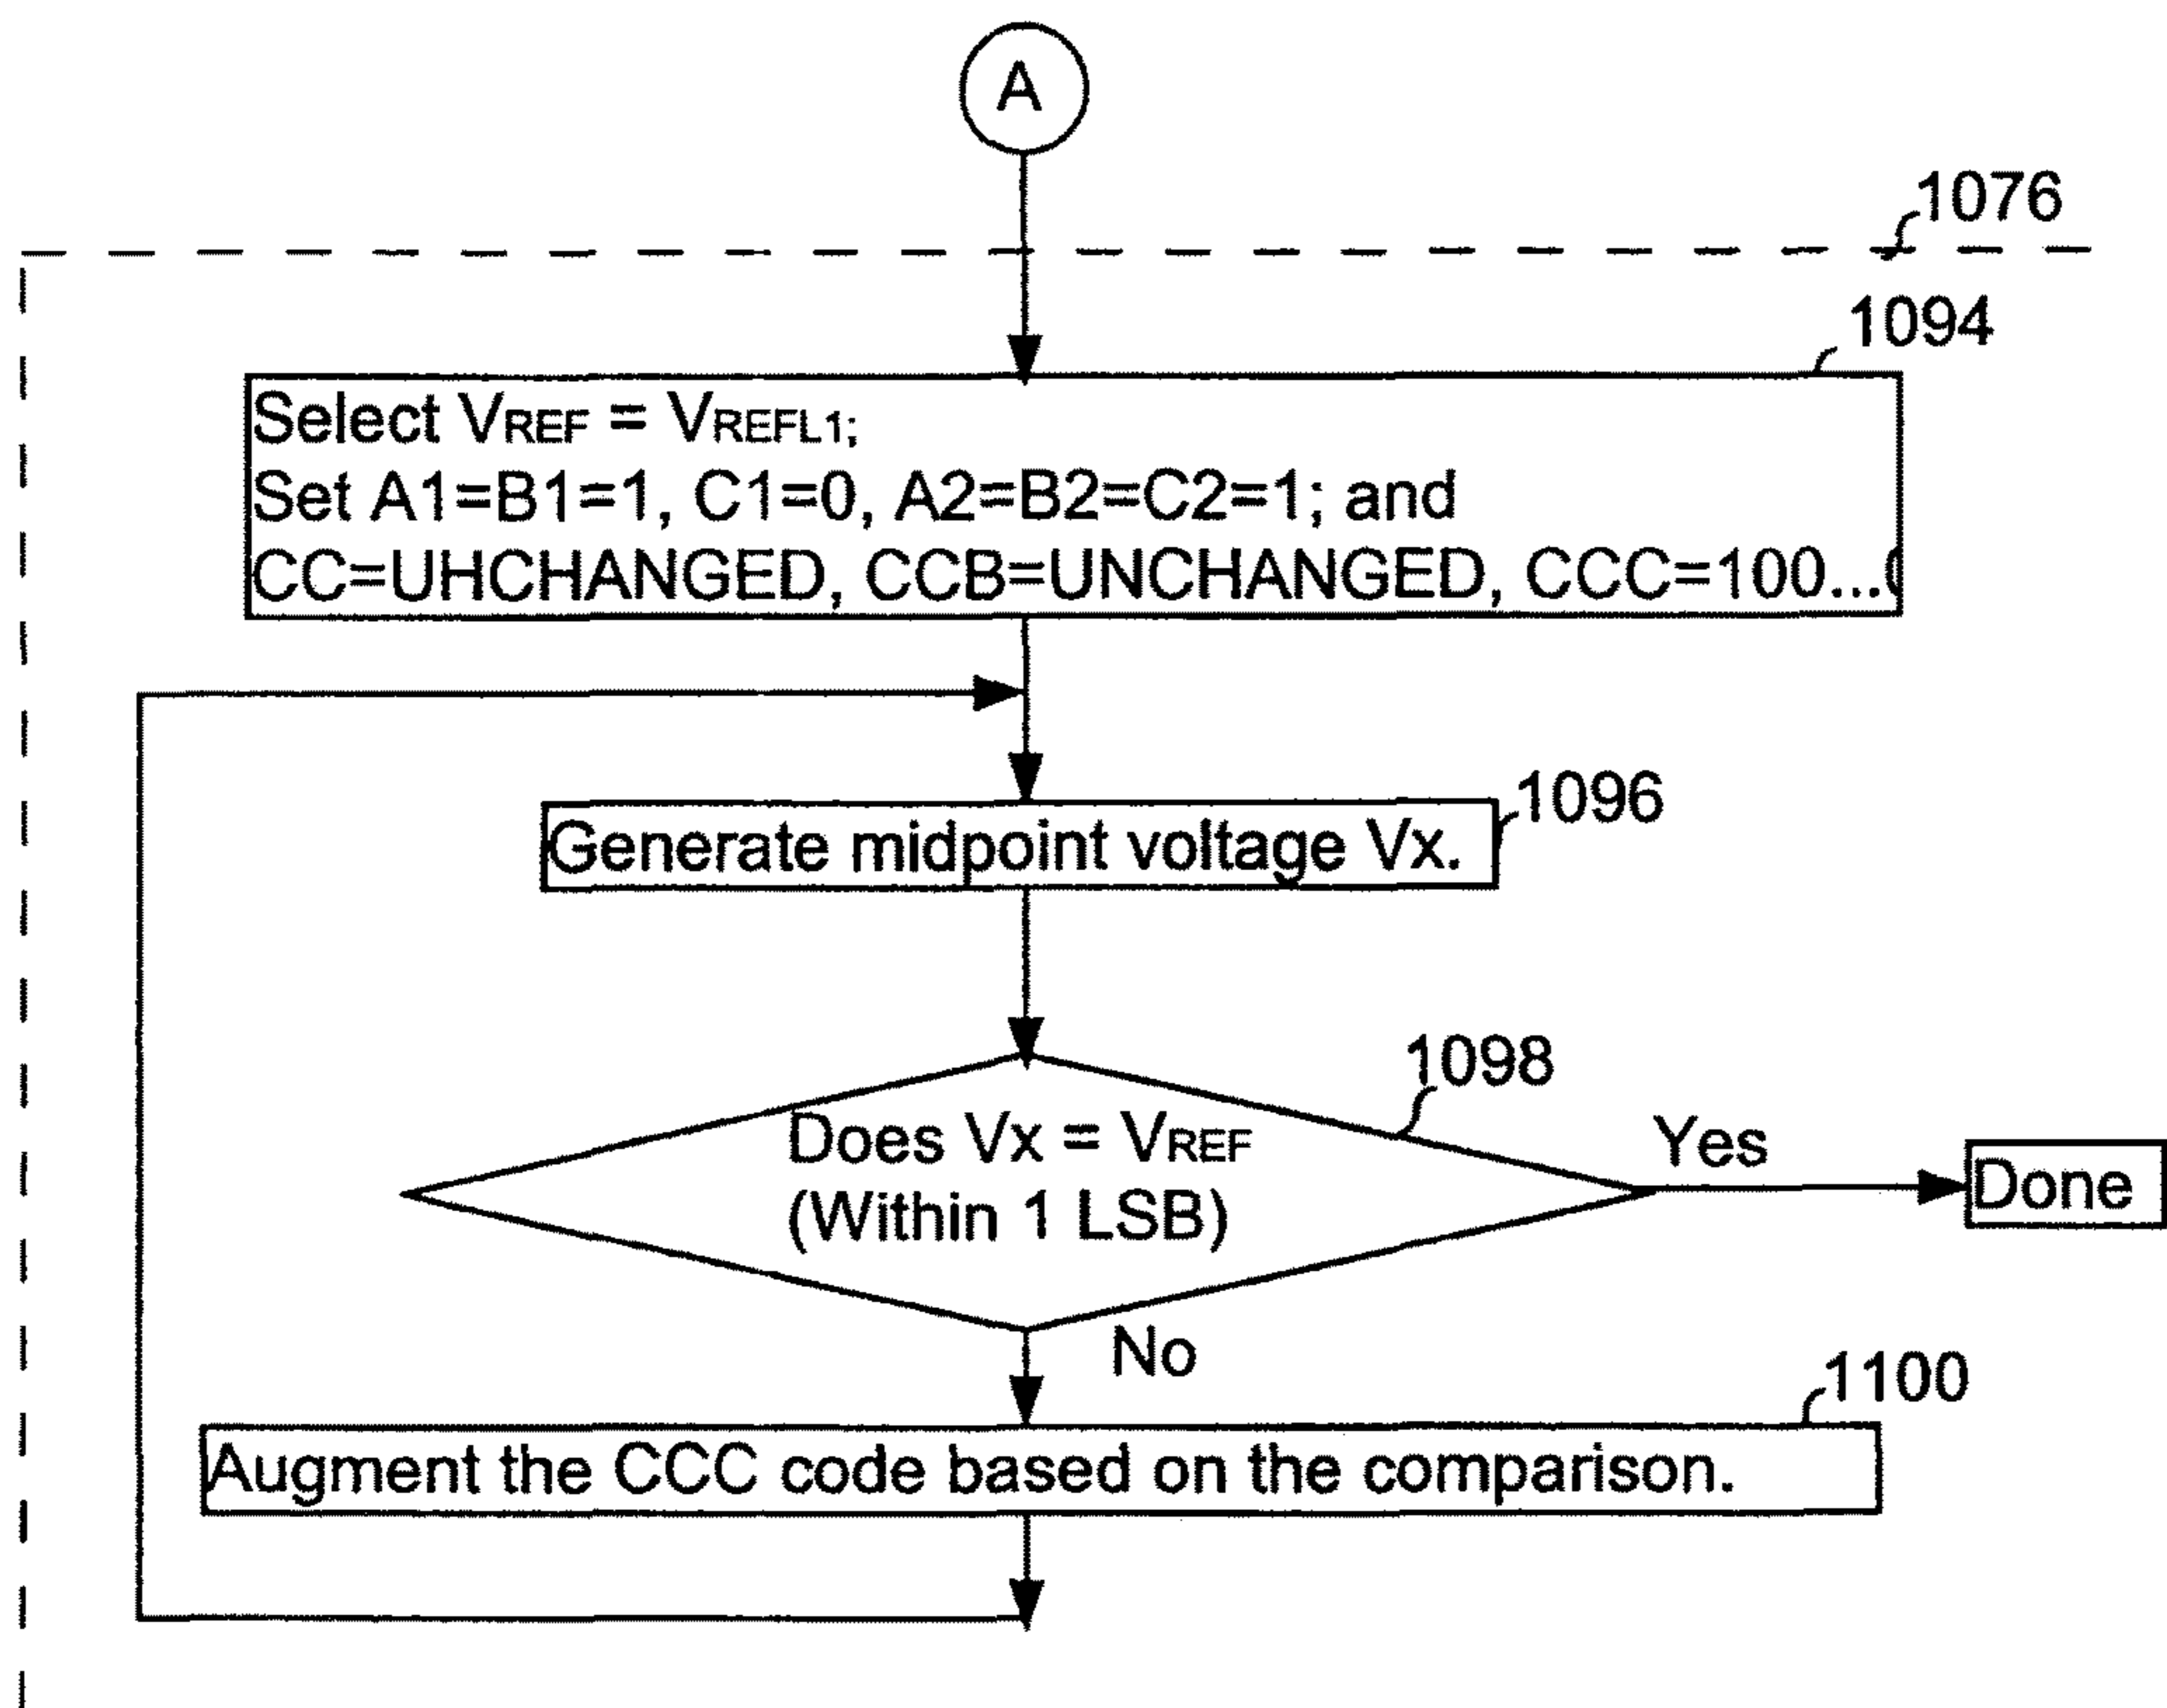 A
1076
1094
Select VREF = VREFL1;
Set A1=B1=1, C1=0, A2=B2=C2=1; and
CC=UHCHANGED, CCB=UNCHANGED, CCC=100...0
Generate midpoint voltage Vx.
1096
1098
Does Vx = VREF
(Within 1 LSB)
Yes
Done
No
1100
Augment the CCC code based on the comparison.